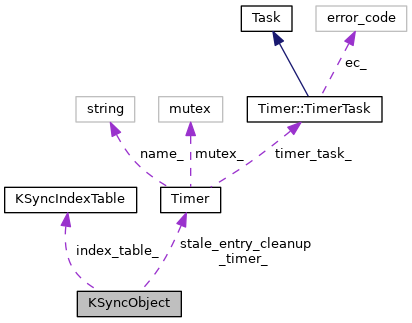 Task
error_code
ec_
string
mutex
Timer::TimerTask
name_
mutex_
timer_task_
KSyncIndexTable
Timer
index_table_
stale_entry_cleanup
_timer_
KSyncObject